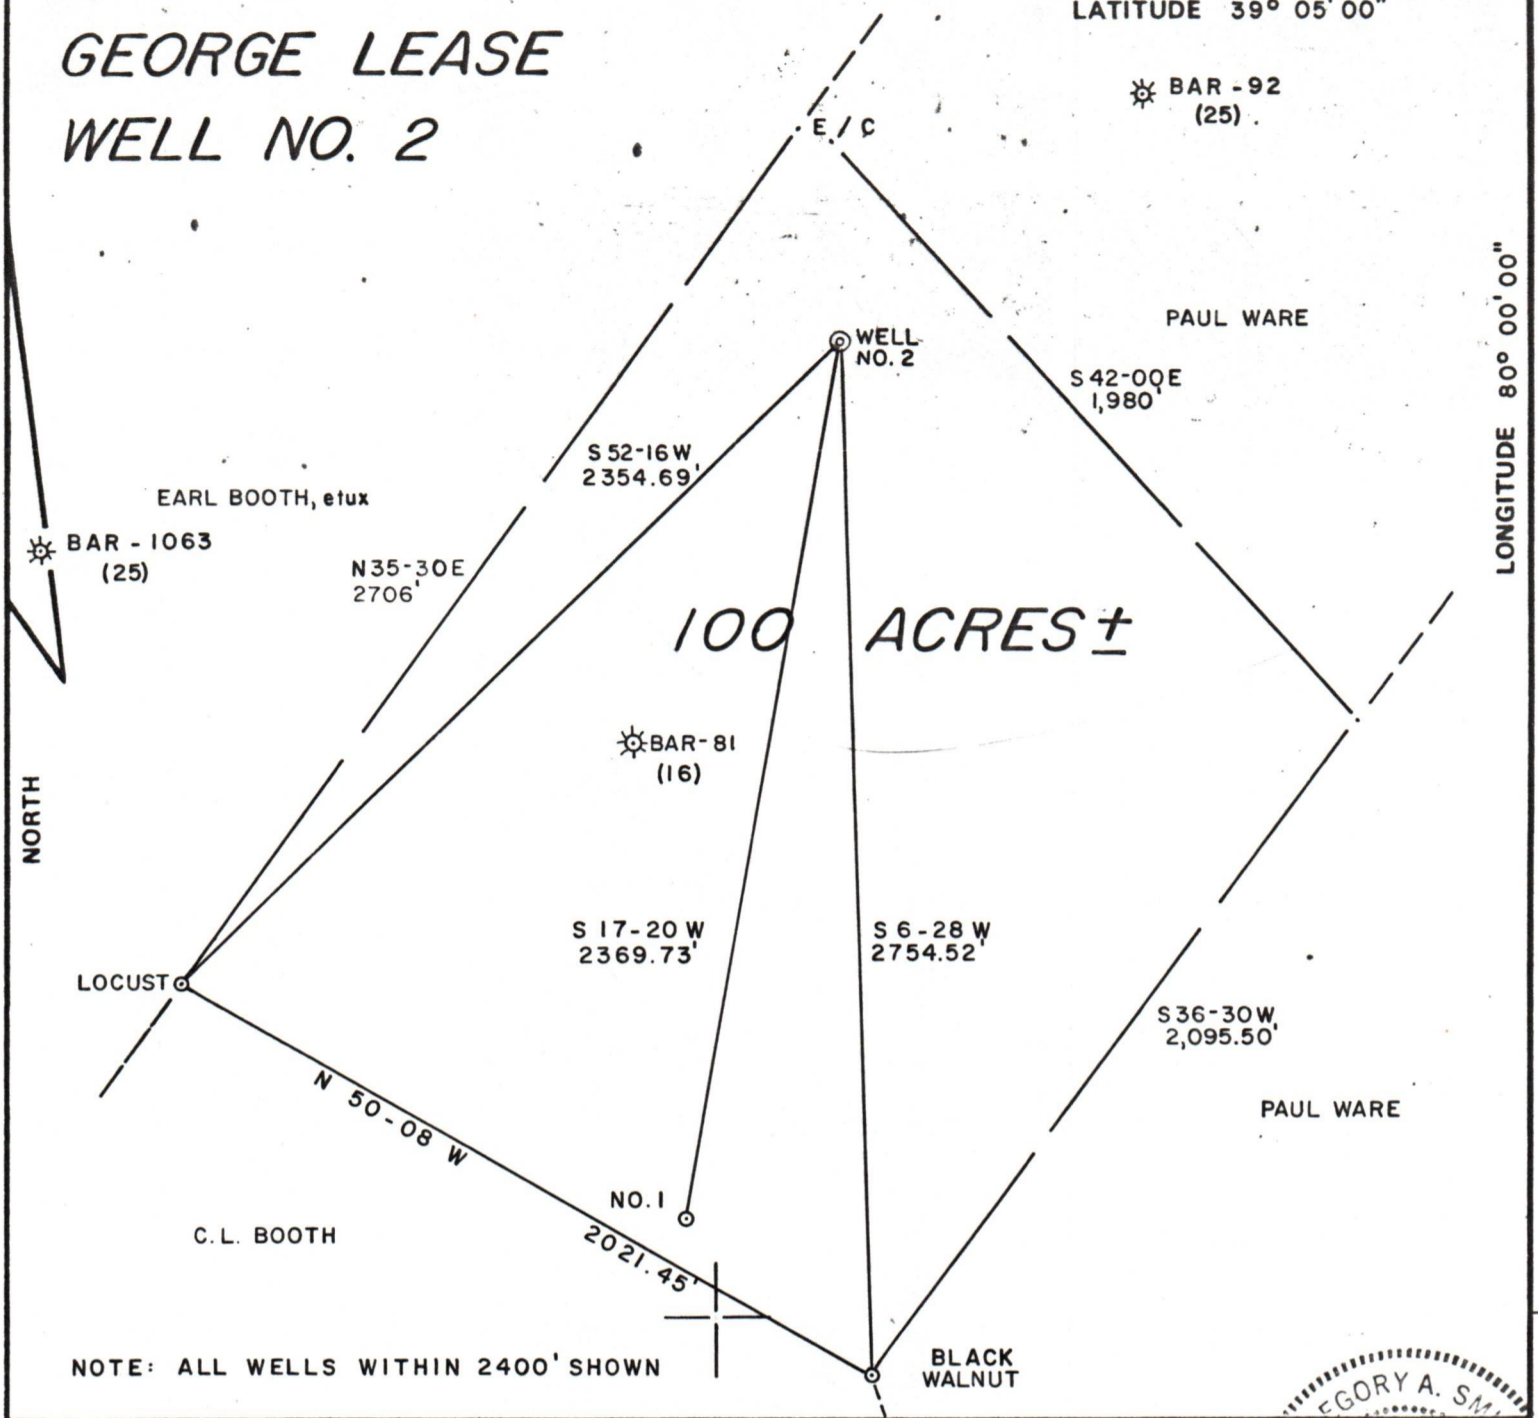 GEORGE LEASE
WELL NO. 2
LATITUDE 39° 05' 00"
BAR - 92
(25)
E / C
PAUL WARE
WELL
NO. 2
S 42-00E
1,980'
LONGITUDE 80° 00' 00"
S 52-16W
2354.69'
EARL BOOTH, etux
BAR - 1063
(25)
N35-30E
2706'
100 ACRES ±
BAR-81
(16)
NORTH
S 17-20 W
2369.73'
S 6-28 W
2754.52'
LOCUST
S36-30W
2,095.50'
N 50-08 W
2021.45'
PAUL WARE
NO. 1
C.L. BOOTH
NOTE: ALL WELLS WITHIN 2400' SHOWN
BLACK
WALNUT
EGORY A. SM